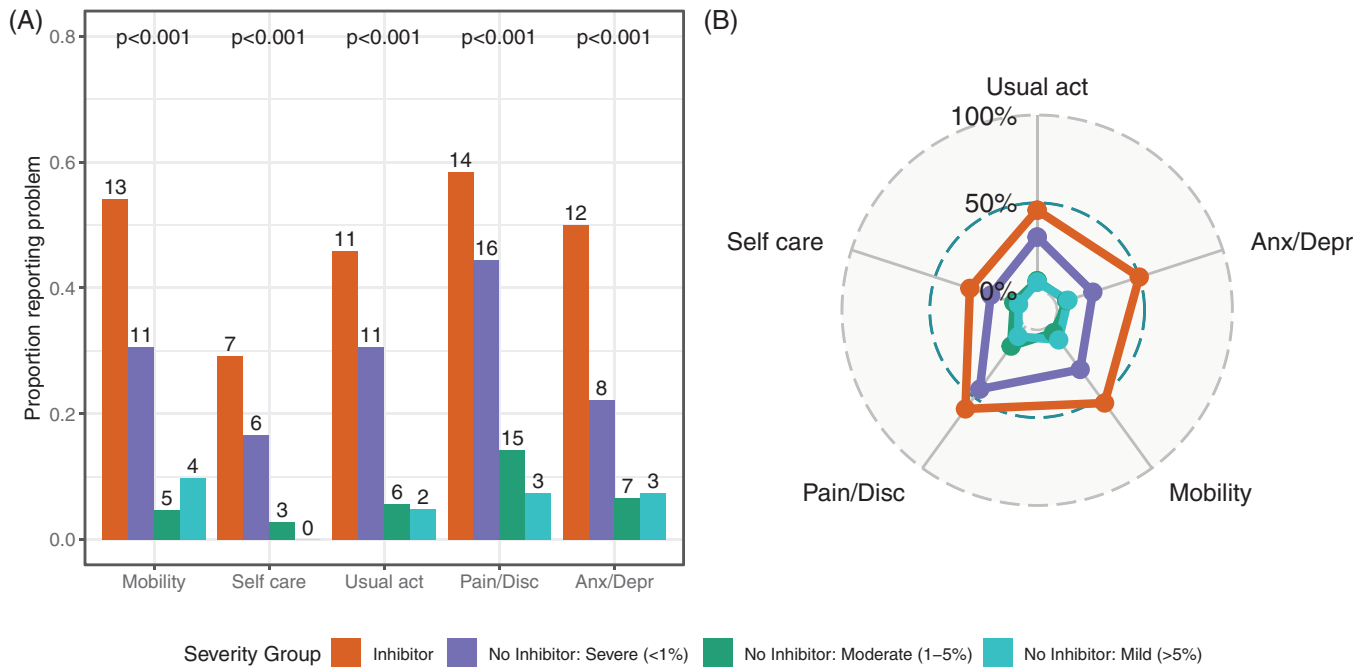 (A)
p<0.001 p<0.001 p<0.001 p<0.001 p<0.001
Proportion reporting problem
0.8
0.6
0.4
0.2
0.0
13 11 5 4
7 6 3 0
11 11 6 2
14 16 15 3
12 8 7 3
Mobility Self care Usual act Pain/Disc Anx/Depr
(B)
Usual act
100%
50%
0%
Self care
Anx/Depr
Pain/Disc
Mobility
Severity Group Inhibitor No Inhibitor: Severe (<1%) No Inhibitor: Moderate (1–5%) No Inhibitor: Mild (>5%)